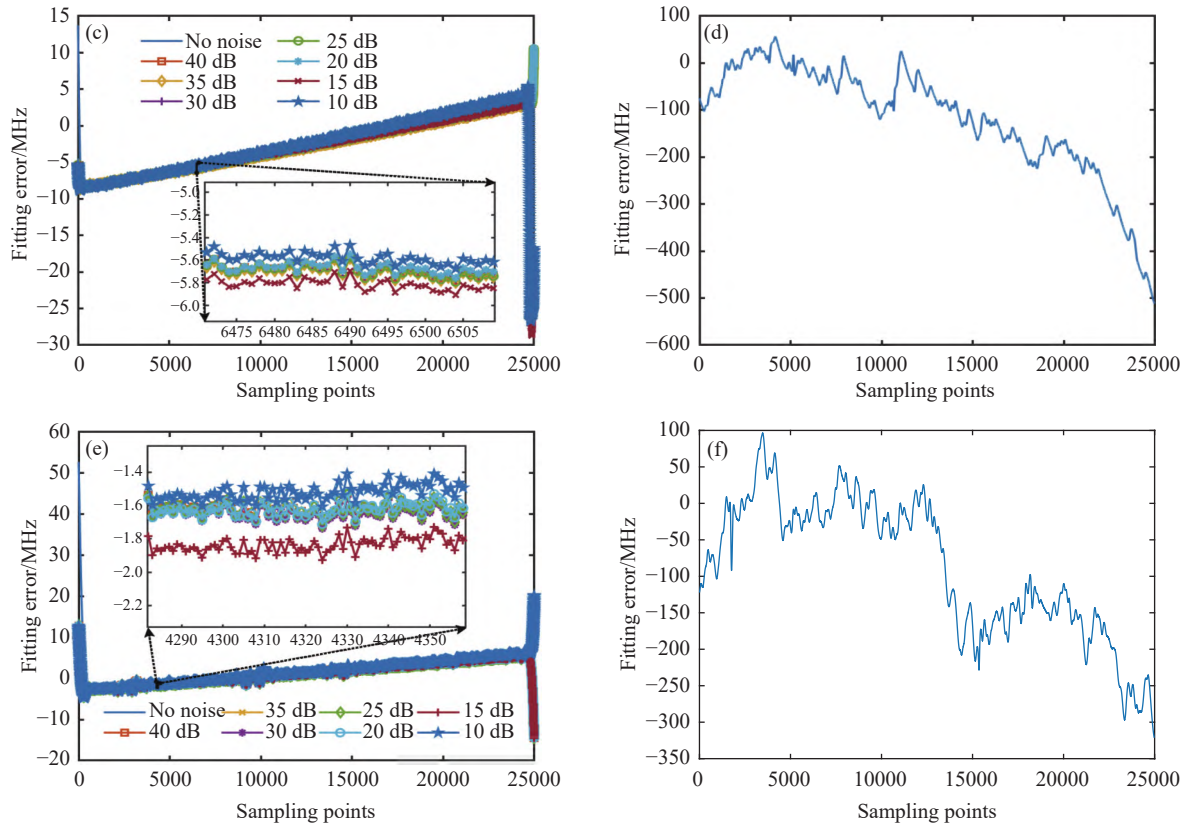 (c)
No noise
40 dB
35 dB
30 dB
25 dB
20 dB
15 dB
10 dB
15
10
5
0
−5
−10
−15
−20
−25
−30
Fitting error/MHz
−5.0
−5.2
−5.4
−5.6
−5.8
−6.0
6475 6480 6485 6490 6495 6500 6505
0 5000 10000 15000 20000 25000
Sampling points
(d)
100
0
−100
−200
−300
−400
−500
−600
Fitting error/MHz
0 5000 10000 15000 20000 25000
Sampling points
(e)
60
50
40
30
20
10
0
−10
−20
Fitting error/MHz
−1.4
−1.6
−1.8
−2.0
−2.2
4290 4300 4310 4320 4330 4340 4350
No noise 35 dB 25 dB 15 dB
40 dB 30 dB 20 dB 10 dB
0 5000 10000 15000 20000 25000
Sampling points
(f)
100
50
0
−50
−100
−150
−200
−250
−300
−350
Fitting error/MHz
0 5000 10000 15000 20000 25000
Sampling points